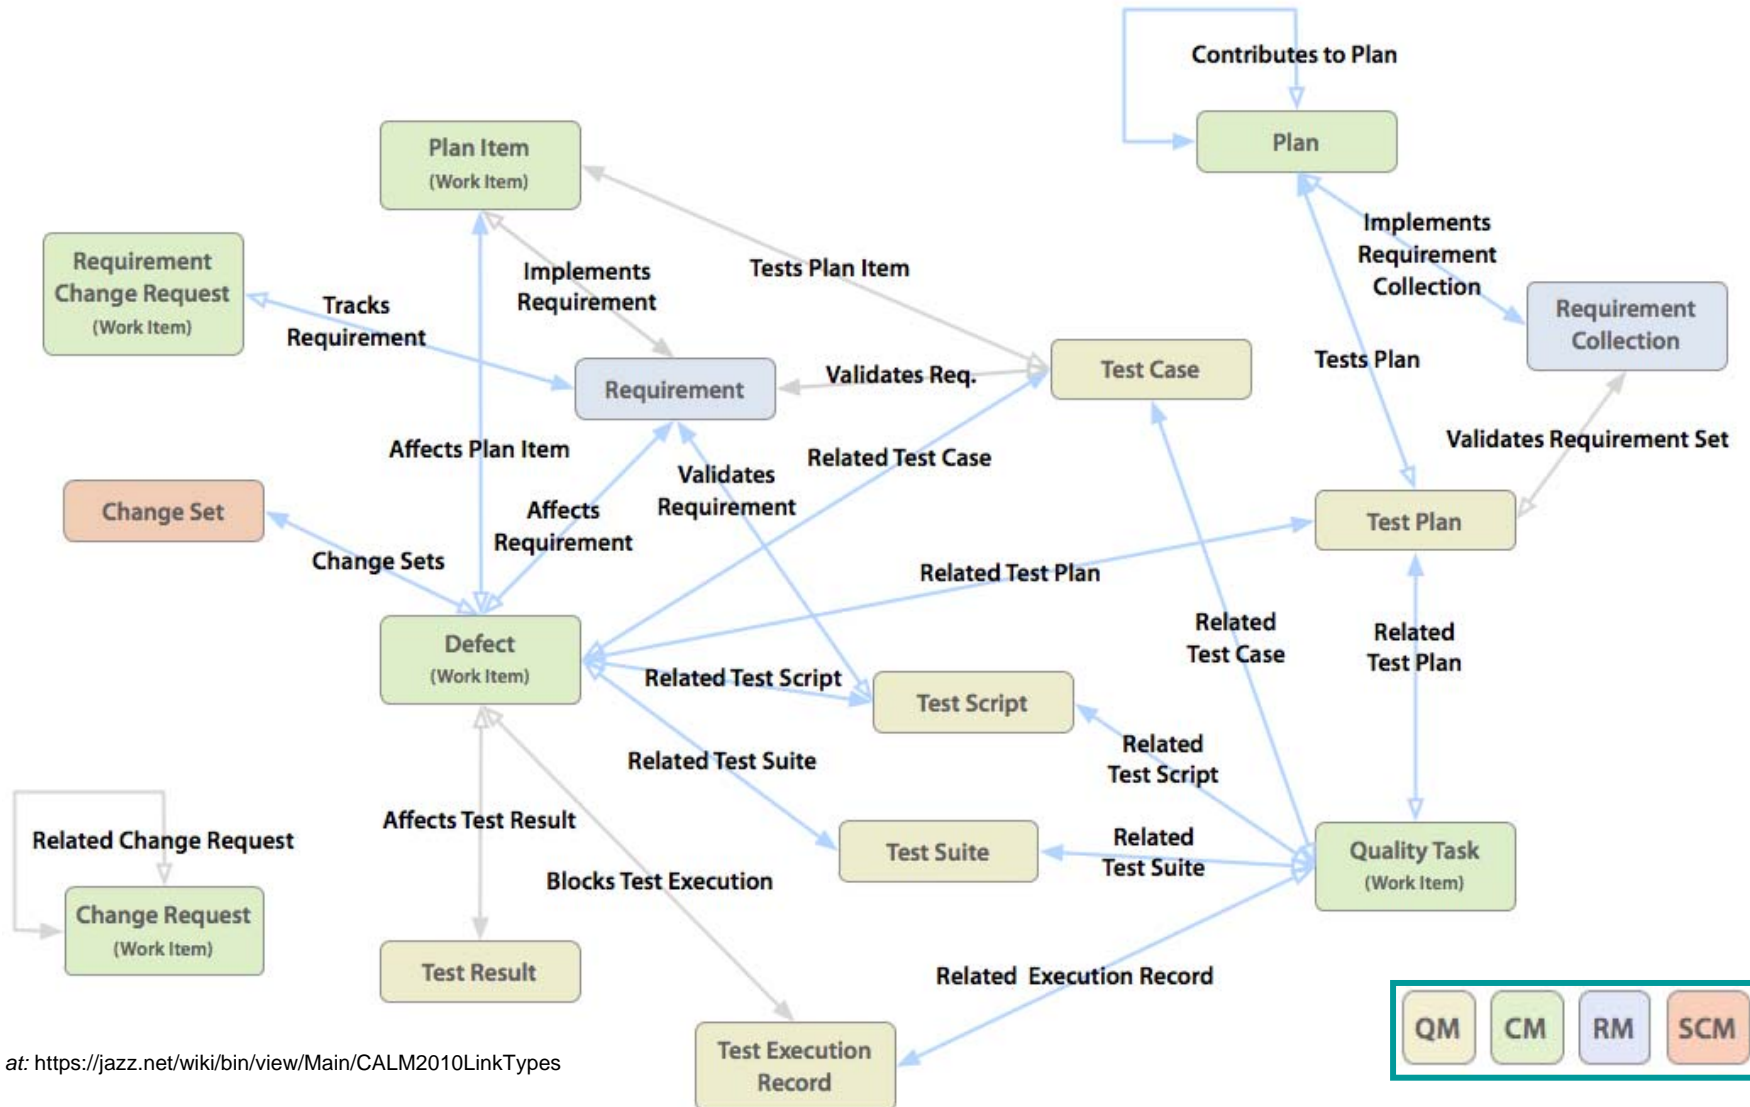 Contributes to Plan
Plan
Plan Item
(Work Item)
Requirement
Change Request
(Work Item)
Tracks
Requirement
Implements
Requirement
Tests Plan Item
Implements
Requirement
Collection
Requirement
Collection
Tests Plan
Requirement
Validates Req.
Test Case
Affects Plan Item
Validates Requirement Set
Related Test Case
Validates
Requirement
Change Set
Affects
Requirement
Test Plan
Change Sets
Related Test Plan
Defect
(Work Item)
Related
Test Case
Related
Test Plan
Related Test Script
Test Script
Related Test Suite
Related
Test Script
Affects Test Result
Related Change Request
Test Suite
Related
Test Suite
Quality Task
(Work Item)
Blocks Test Execution
Change Request
(Work Item)
Test Result
Related Execution Record
Test Execution
Record
QM CM RM SCM
at: https://jazz.net/wiki/bin/view/Main/CALM2010LinkTypes